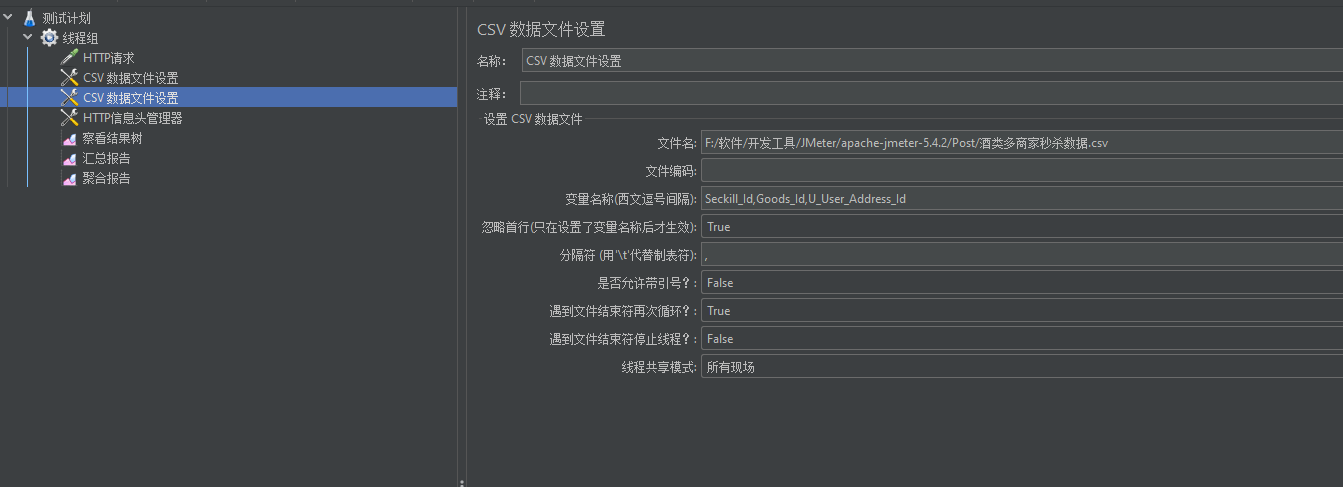 测试计划
线程组
HTTP请求
CSV 数据文件设置
CSV 数据文件设置
HTTP信息头管理器
察看结果树
汇总报告
聚合报告
CSV 数据文件设置
名称： CSV 数据文件设置
注释：
设置 CSV 数据文件
文件名: F:/软件/开发工具/JMeter/apache-jmeter-5.4.2/Post/酒类多商家秒杀数据.csv
文件编码:
变量名称(西文逗号间隔): Seckill_Id,Goods_Id,U_User_Address_Id
忽略首行(只在设置了变量名称后才生效): True
分隔符 (用'\t'代替制表符): ,
是否允许带引号？: False
遇到文件结束符再次循环？: True
遇到文件结束符停止线程？: False
线程共享模式: 所有现场